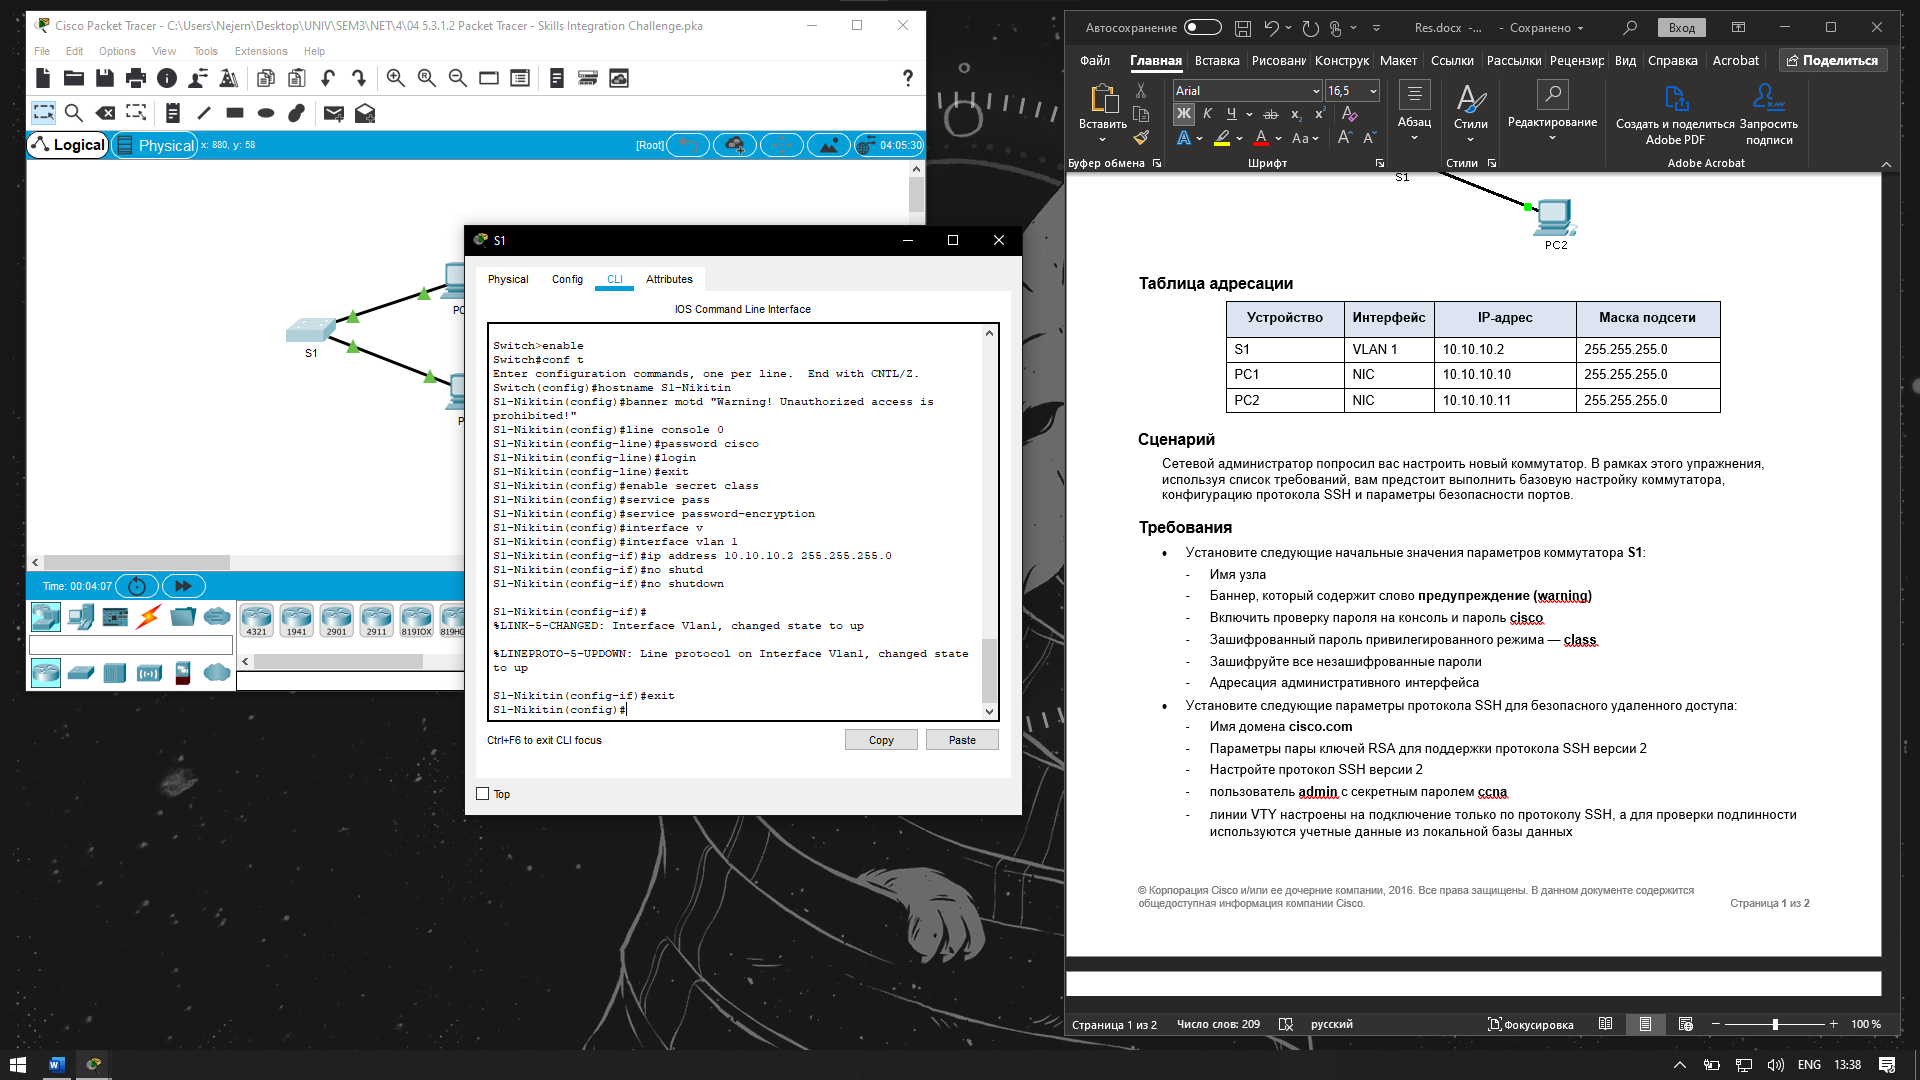 Cisco Packet Tracer - C:\Users\Nejern\Desktop\UNIV\SEM3\NET\4\04 5.3.1.2 Packet Tracer - Skills Integration Challenge.pka
File Edit Options View Tools Extensions Help
Logical
Physical
x: 880, y: 58
[Root]
04:05:30
S1
Time: 00:04:07
4321
1941
2901
2911
819IOX
819HG
S1
Physical
Config
CLI
Attributes
IOS Command Line Interface
Switch>enable
Switch#conf t
Enter configuration commands, one per line. End with CNTL/Z.
Switch(config)#hostname S1-Nikitin
S1-Nikitin(config)#banner motd "Warning! Unauthorized access is
prohibited!"
S1-Nikitin(config)#line console 0
S1-Nikitin(config-line)#password cisco
S1-Nikitin(config-line)#login
S1-Nikitin(config-line)#exit
S1-Nikitin(config)#enable secret class
S1-Nikitin(config)#service pass
S1-Nikitin(config)#service password-encryption
S1-Nikitin(config)#interface v
S1-Nikitin(config)#interface vlan 1
S1-Nikitin(config-if)#ip address 10.10.10.2 255.255.255.0
S1-Nikitin(config-if)#no shutd
S1-Nikitin(config-if)#no shutdown
S1-Nikitin(config-if)#
%LINK-5-CHANGED: Interface Vlan1, changed state to up
%LINEPROTO-5-UPDOWN: Line protocol on Interface Vlan1, changed state
to up
S1-Nikitin(config-if)#exit
S1-Nikitin(config)#
Ctrl+F6 to exit CLI focus
Copy
Paste
Top
Автосохранение
Res.docx -... - Сохранено
Вход
Файл Главная Вставка Рисовани Конструк Макет Ссылки Рассылки Рецензир Вид Справка Acrobat
Поделиться
Вставить
Arial
16,5
Ж К Ч ab x₂ x²
А Aa A A
Абзац
Стили
Редактирование
Создать и поделиться
Adobe PDF
Запросить
подписи
Буфер обмена
Шрифт
Стили
Adobe Acrobat
S1
PC2
Таблица адресации
Устройство Интерфейс IP-адрес Маска подсети
S1 VLAN 1 10.10.10.2 255.255.255.0
PC1 NIC 10.10.10.10 255.255.255.0
PC2 NIC 10.10.10.11 255.255.255.0
Сценарий
Сетевой администратор попросил вас настроить новый коммутатор. В рамках этого упражнения,
используя список требований, вам предстоит выполнить базовую настройку коммутатора,
конфигурацию протокола SSH и параметры безопасности портов.
Требования
• Установите следующие начальные значения параметров коммутатора S1:
- Имя узла
- Баннер, который содержит слово предупреждение (warning)
- Включить проверку пароля на консоль и пароль cisco
- Зашифрованный пароль привилегированного режима — class
- Зашифруйте все незашифрованные пароли
- Адресация административного интерфейса
• Установите следующие параметры протокола SSH для безопасного удаленного доступа:
- Имя домена cisco.com
- Параметры пары ключей RSA для поддержки протокола SSH версии 2
- Настройте протокол SSH версии 2
- пользователь admin с секретным паролем ccna
- линии VTY настроены на подключение только по протоколу SSH, а для проверки подлинности
используются учетные данные из локальной базы данных
© Корпорация Cisco и/или ее дочерние компании, 2016. Все права защищены. В данном документе содержится
общедоступная информация компании Cisco.
Страница 1 из 2
Страница 1 из 2
Число слов: 209
русский
Фокусировка
100 %
ENG
13:38